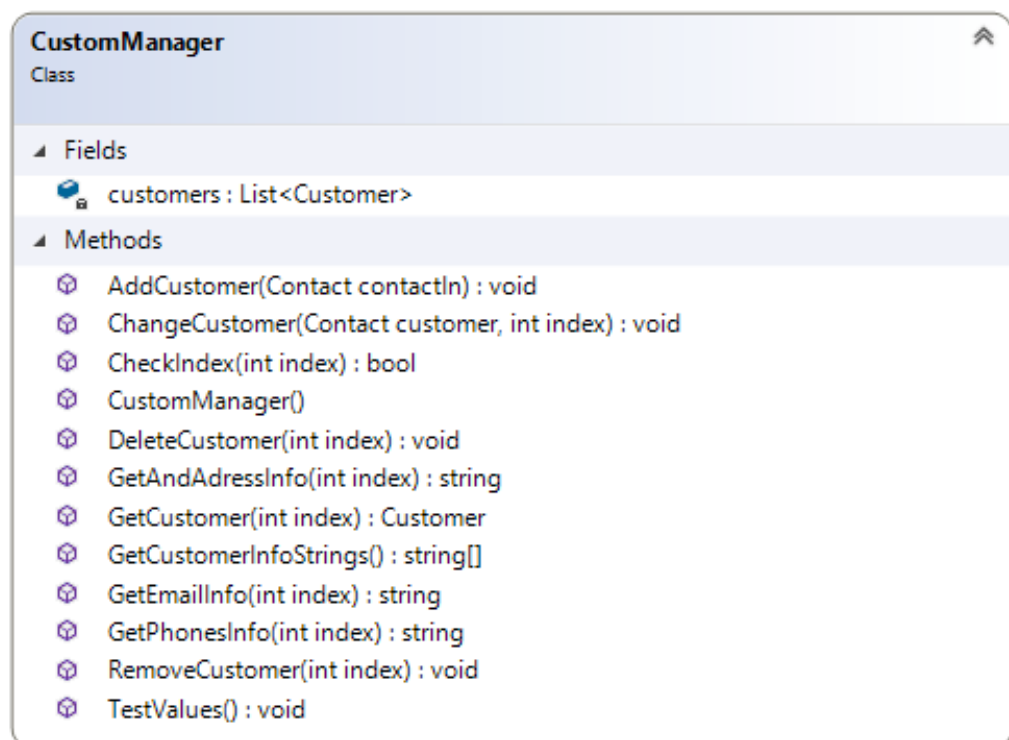 CustomManager
Class
Fields
customers : List<Customer>
Methods
AddCustomer(Contact contactIn) : void
ChangeCustomer(Contact customer, int index) : void
CheckIndex(int index) : bool
CustomManager()
DeleteCustomer(int index) : void
GetAndAdressInfo(int index) : string
GetCustomer(int index) : Customer
GetCustomerInfoStrings() : string[]
GetEmailInfo(int index) : string
GetPhonesInfo(int index) : string
RemoveCustomer(int index) : void
TestValues() : void